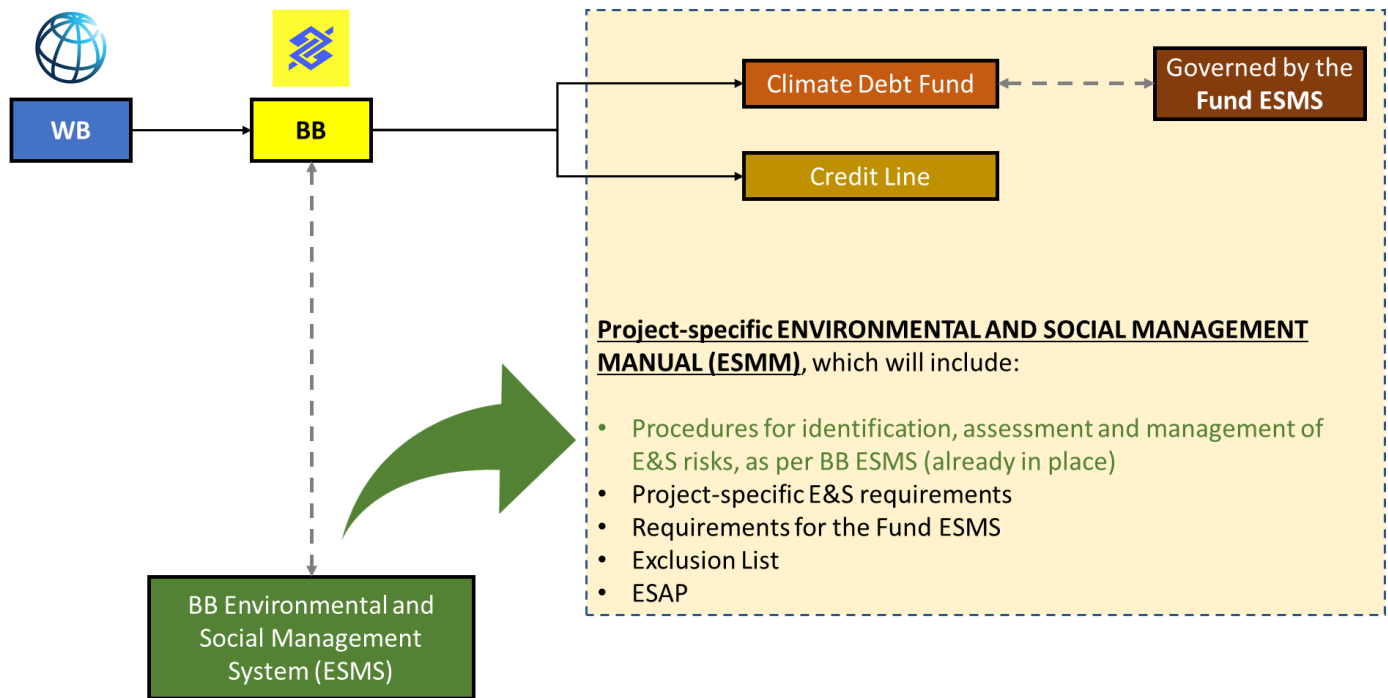 WB
BB
Climate Debt Fund
Governed by the
Fund ESMS
Credit Line
Project-specific ENVIRONMENTAL AND SOCIAL MANAGEMENT
MANUAL (ESMM), which will include:
• Procedures for identification, assessment and management of
E&S risks, as per BB ESMS (already in place)
• Project-specific E&S requirements
• Requirements for the Fund ESMS
• Exclusion List
• ESAP
BB Environmental and
Social Management
System (ESMS)